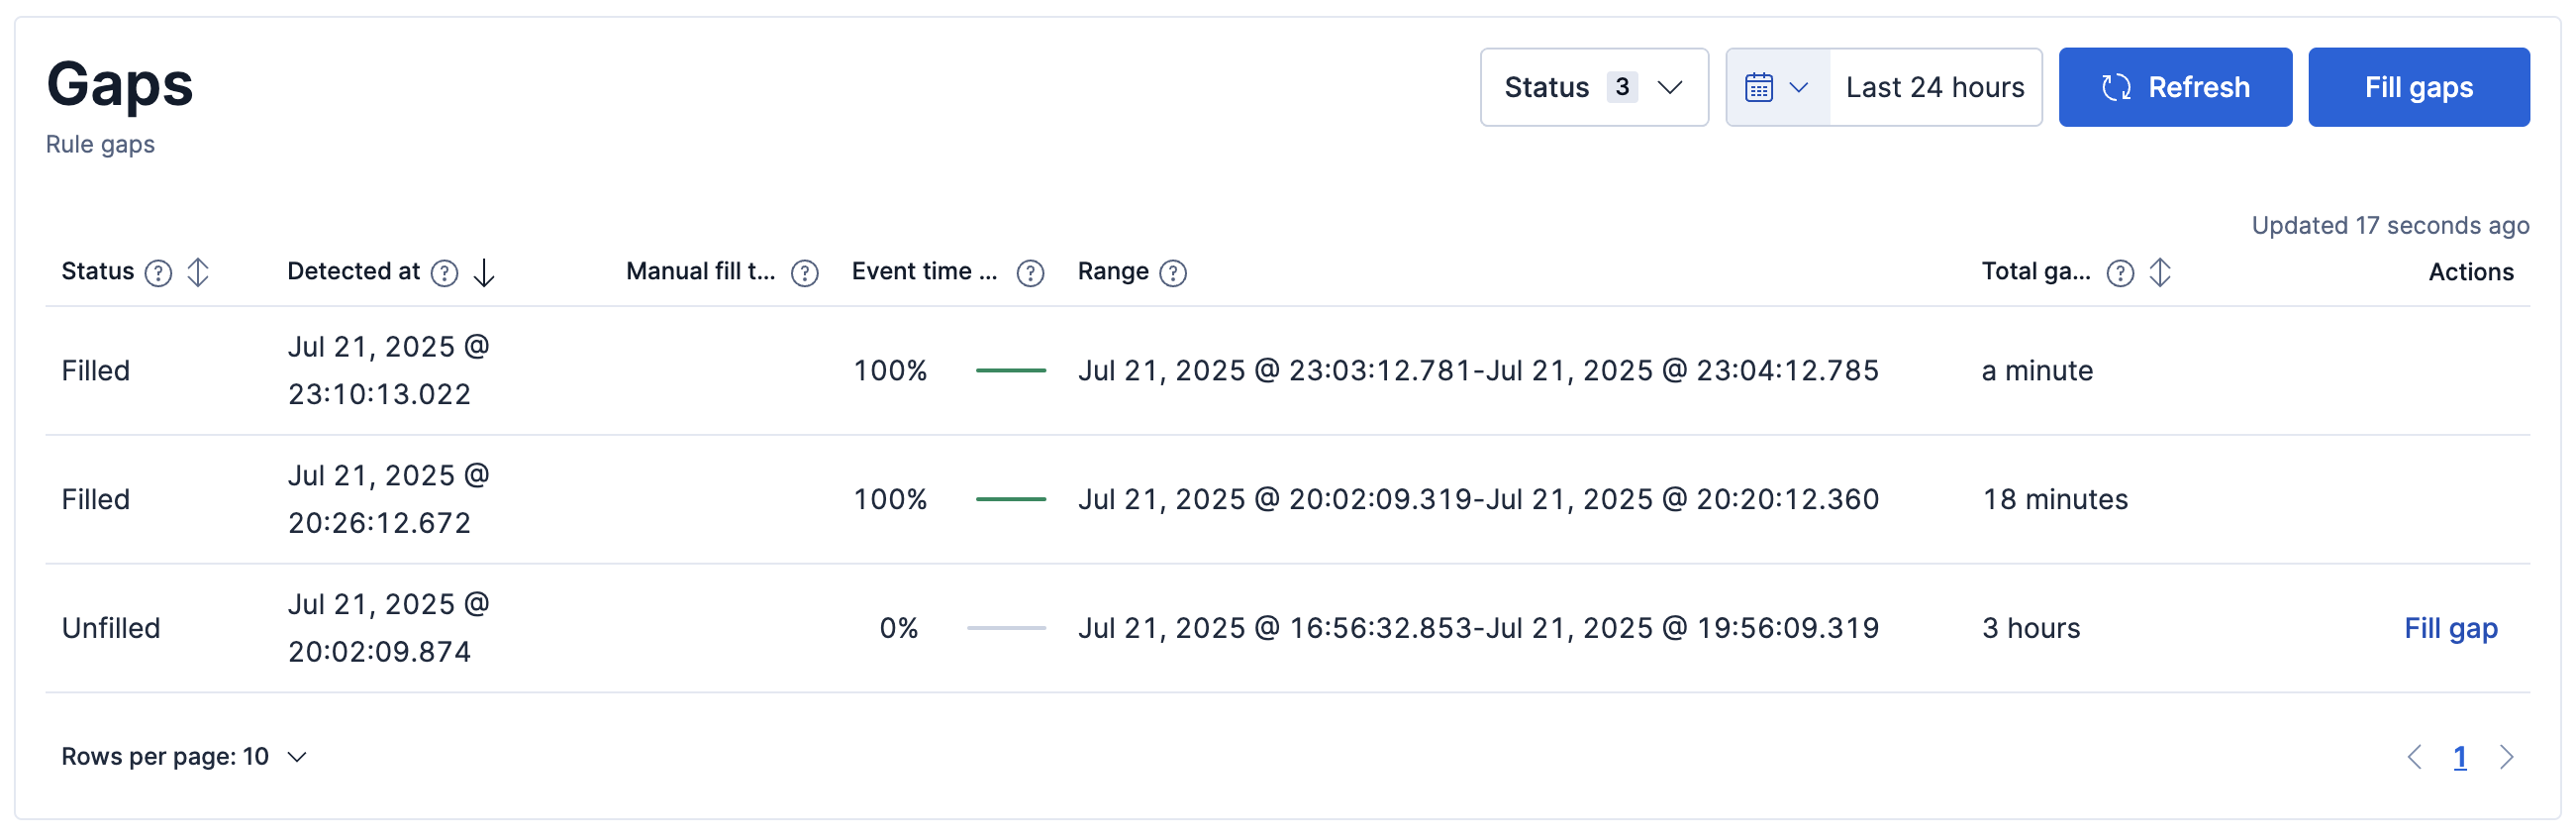 Gaps
Rule gaps
Status 3
Last 24 hours
Refresh
Fill gaps
Updated 17 seconds ago
Status Detected at Manual fill t... Event time ... Range Total ga... Actions
Filled Jul 21, 2025 @ 23:10:13.022 100% Jul 21, 2025 @ 23:03:12.781-Jul 21, 2025 @ 23:04:12.785 a minute
Filled Jul 21, 2025 @ 20:26:12.672 100% Jul 21, 2025 @ 20:02:09.319-Jul 21, 2025 @ 20:20:12.360 18 minutes
Unfilled Jul 21, 2025 @ 20:02:09.874 0% Jul 21, 2025 @ 16:56:32.853-Jul 21, 2025 @ 19:56:09.319 3 hours Fill gap
Rows per page: 10
1